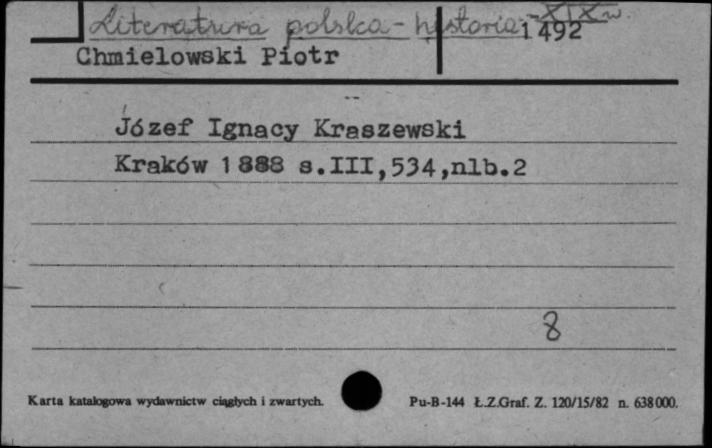 Literatura polska - historia - XIX w.
1492
Chmielowski Piotr
Józef Ignacy Kraszewski
Kraków 1888 s.III,534,nlb.2
8
Karta katalogowa wydawnictw ciągłych i zwartych. Pu-B-144 Ł.Z.Graf. Z. 120/15/82 n. 638000.